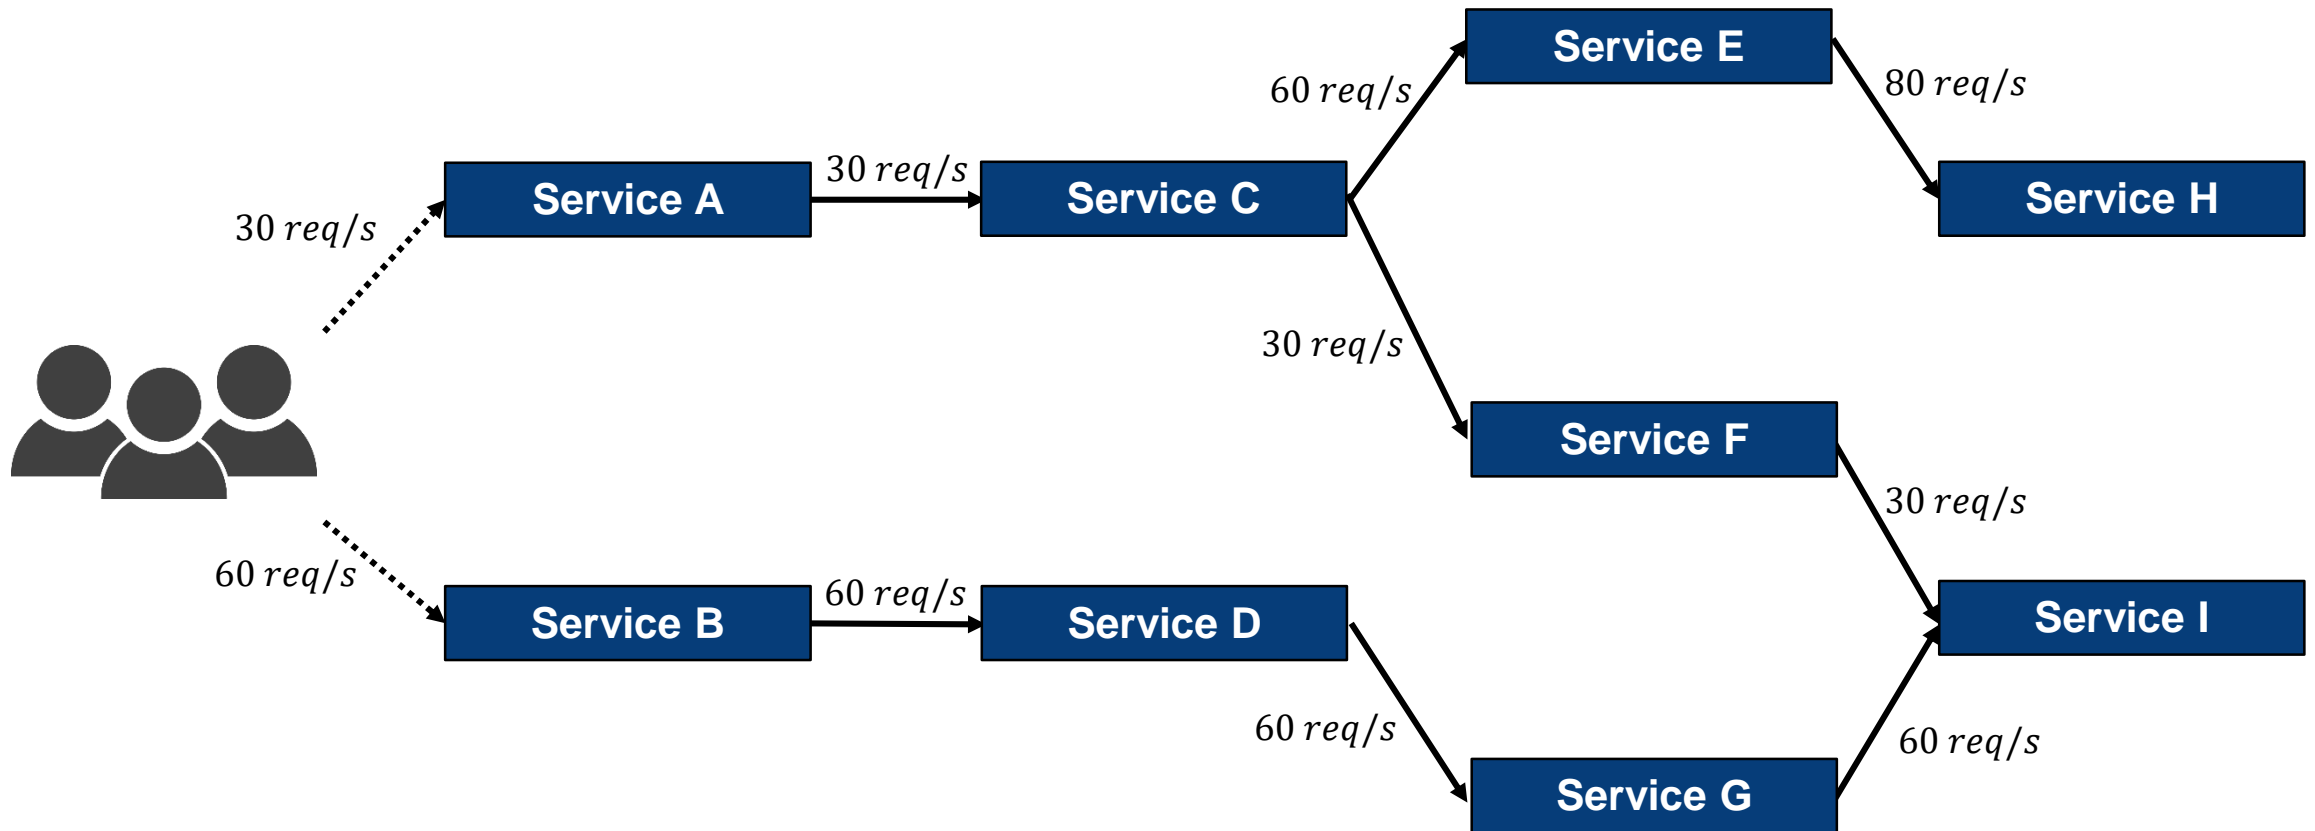 Service E
60 req/s
80 req/s
30 req/s
Service A
Service C
Service H
30 req/s
30 req/s
Service F
30 req/s
60 req/s
60 req/s
Service B
Service D
Service I
60 req/s
60 req/s
Service G